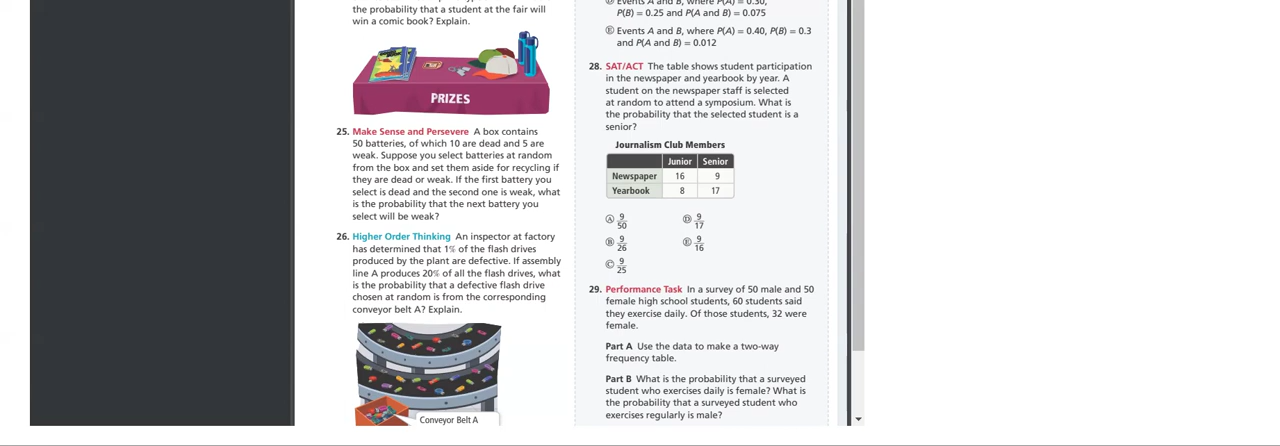 the probability that a student at the fair will
win a comic book? Explain.
PRIZES
25. Make Sense and Persevere A box contains
50 batteries, of which 10 are dead and 5 are
weak. Suppose you select batteries at random
from the box and set them aside for recycling if
they are dead or weak. If the first battery you
select is dead and the second one is weak, what
is the probability that the next battery you
select will be weak?
26. Higher Order Thinking An inspector at factory
has determined that 1% of the flash drives
produced by the plant are defective. If assembly
line A produces 20% of all the flash drives, what
is the probability that a defective flash drive
chosen at random is from the corresponding
conveyor belt A? Explain.
Conveyor Belt A
Ⓓ Events A and B, where P(A) = 0.30,
P(B) = 0.25 and P(A and B) = 0.075
Ⓔ Events A and B, where P(A) = 0.40, P(B) = 0.3
and P(A and B) = 0.012
28. SAT/ACT The table shows student participation
in the newspaper and yearbook by year. A
student on the newspaper staff is selected
at random to attend a symposium. What is
the probability that the selected student is a
senior?
Journalism Club Members
Junior Senior
Newspaper 16 9
Yearbook 8 17
Ⓐ 9/50 Ⓓ 9/17
Ⓑ 9/26 Ⓔ 9/16
Ⓒ 9/25
29. Performance Task In a survey of 50 male and 50
female high school students, 60 students said
they exercise daily. Of those students, 32 were
female.
Part A Use the data to make a two-way
frequency table.
Part B What is the probability that a surveyed
student who exercises daily is female? What is
the probability that a surveyed student who
exercises regularly is male?